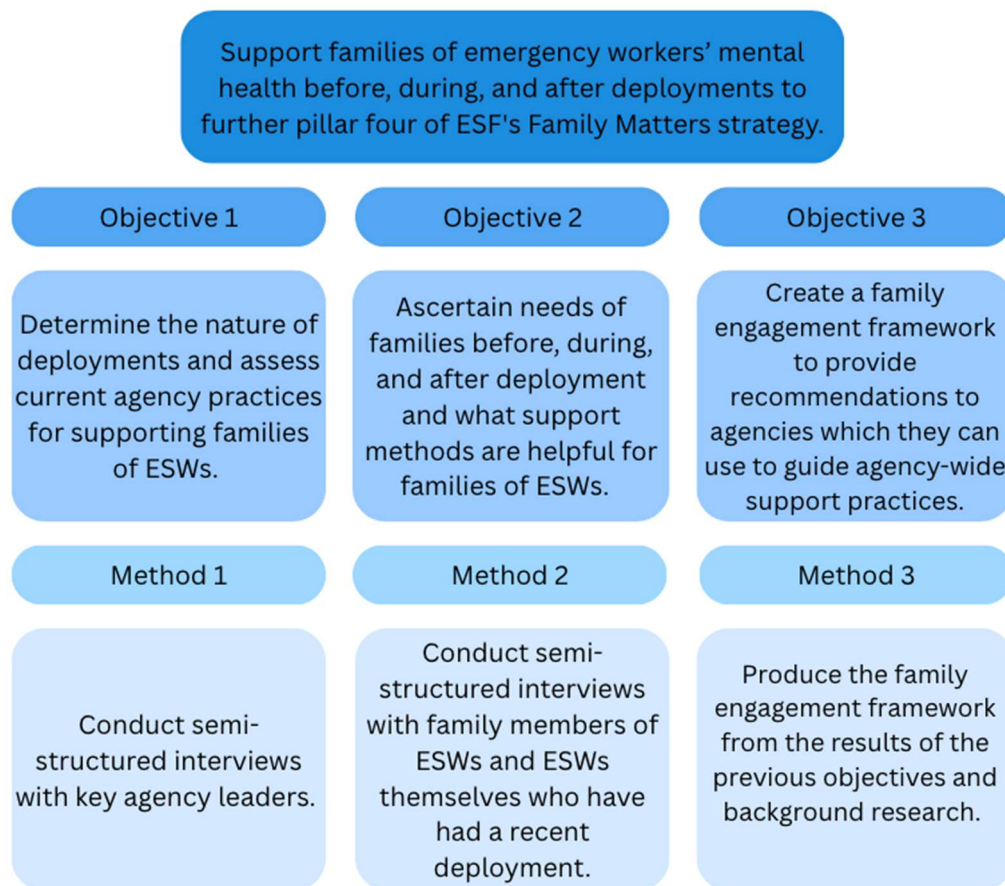 Support families of emergency workers’ mental
health before, during, and after deployments to
further pillar four of ESF's Family Matters strategy.
Objective 1
Objective 2
Objective 3
Determine the nature of
deployments and assess
current agency practices
for supporting families
of ESWs.
Ascertain needs of
families before, during,
and after deployment
and what support
methods are helpful for
families of ESWs.
Create a family
engagement framework
to provide
recommendations to
agencies which they can
use to guide agency-wide
support practices.
Method 1
Method 2
Method 3
Conduct semi-
structured interviews
with key agency leaders.
Conduct semi-
structured interviews
with family members of
ESWs and ESWs
themselves who have
had a recent
deployment.
Produce the family
engagement framework
from the results of the
previous objectives and
background research.